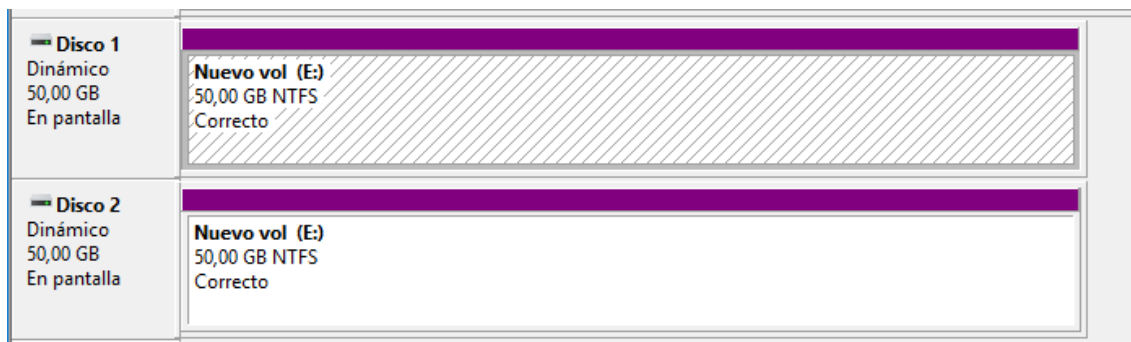 Disco 1
Dinámico
50,00 GB
En pantalla
Nuevo vol (E:)
50,00 GB NTFS
Correcto
Disco 2
Dinámico
50,00 GB
En pantalla
Nuevo vol (E:)
50,00 GB NTFS
Correcto